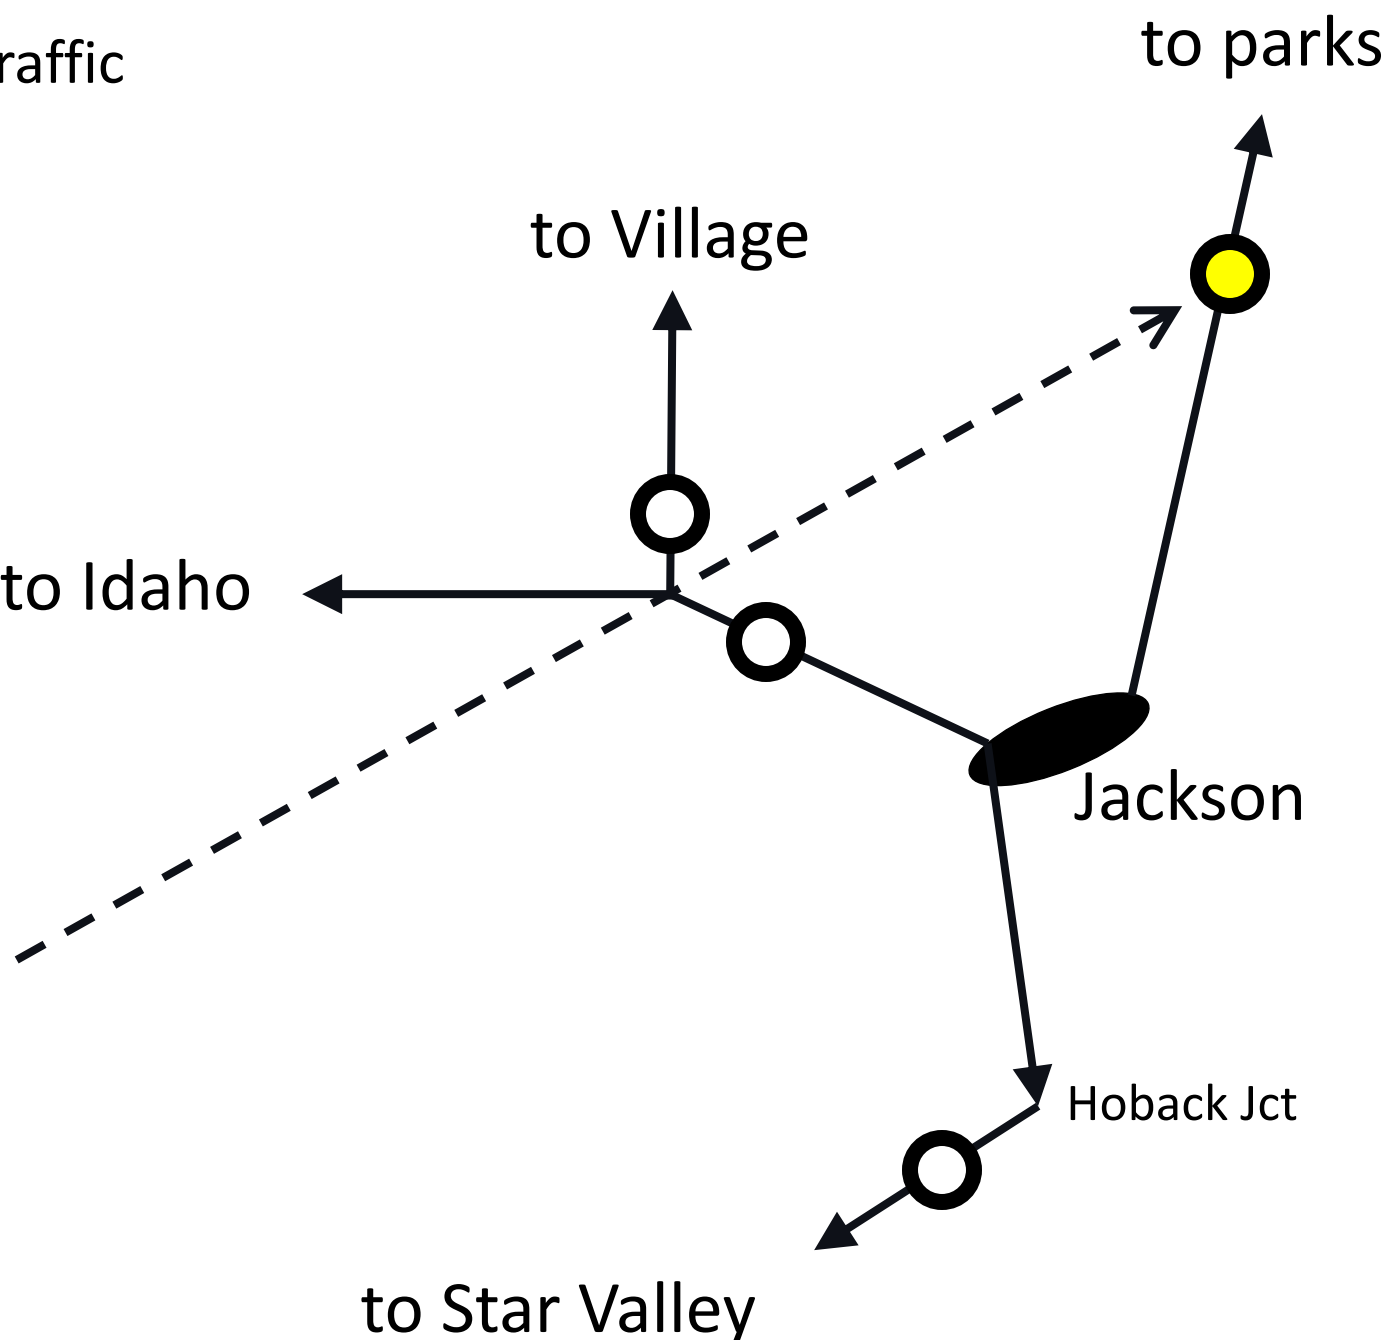 to parks
raffic
to Village
to Idaho
Jackson
Hoback Jct
to Star Valley